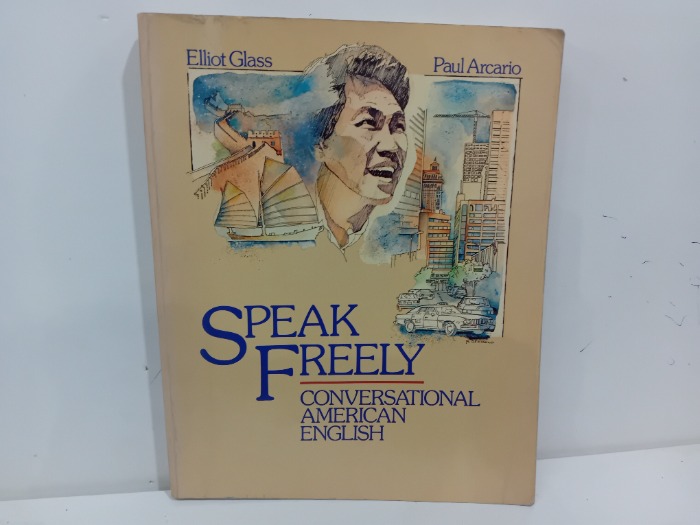 Elliot Glass
Paul Arcario
SPEAK
FREELY
CONVERSATIONAL
AMERICAN
ENGLISH